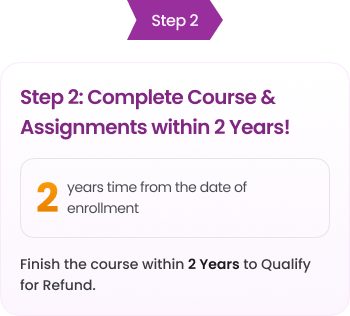 Step 2
Step 2: Complete Course &
Assignments within 2 Years!
2 years time from the date of
enrollment
Finish the course within 2 Years to Qualify
for Refund.